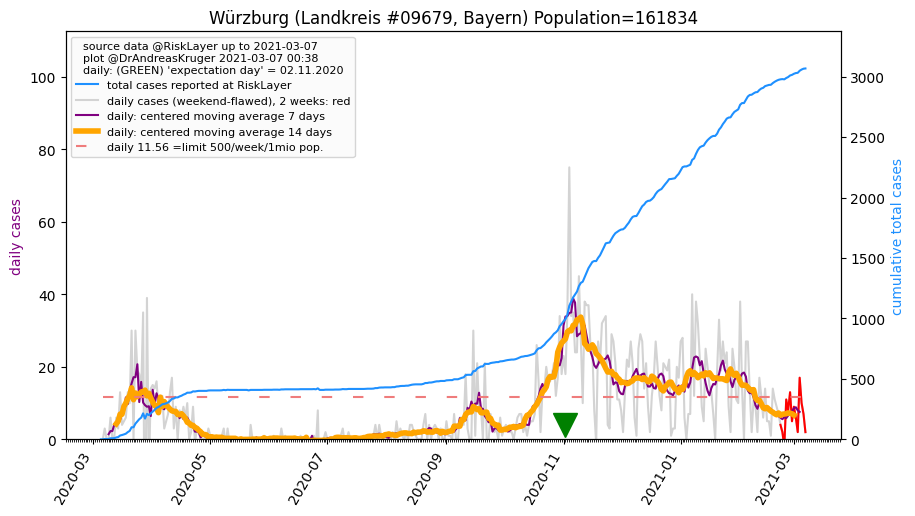 Würzburg (Landkreis #09679, Bayern) Population=161834
source data @RiskLayer up to 2021-03-07
plot @DrAndreasKruger 2021-03-07 00:38
daily: (GREEN) 'expectation day' = 02.11.2020
total cases reported at RiskLayer
daily cases (weekend-flawed), 2 weeks: red
daily: centered moving average 7 days
daily: centered moving average 14 days
daily 11.56 =limit 500/week/1mio pop.
daily cases
0
20
40
60
80
100
cumulative total cases
0
500
1000
1500
2000
2500
3000
2020-03
2020-05
2020-07
2020-09
2020-11
2021-01
2021-03